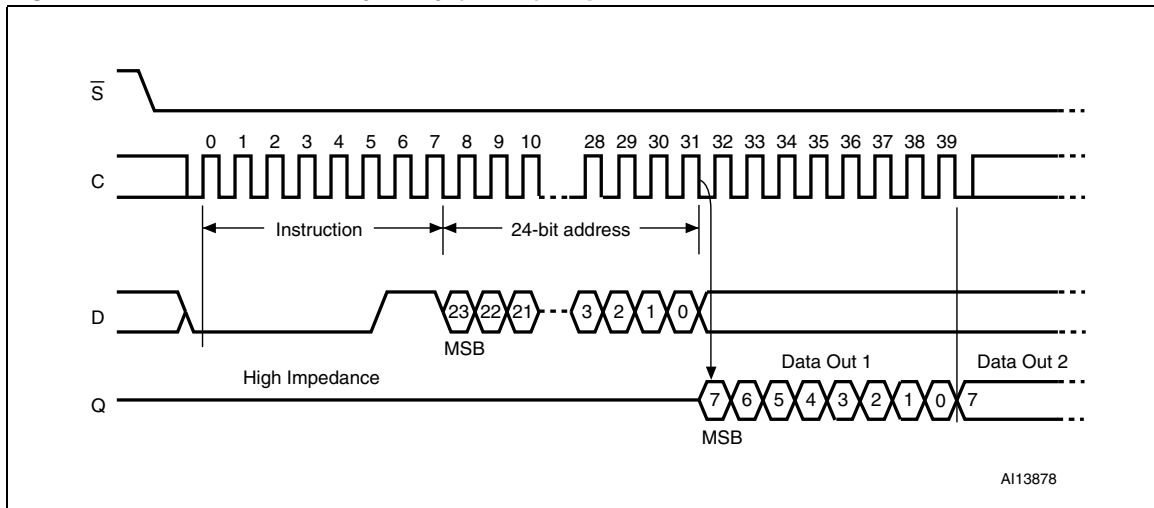 S
0 1 2 3 4 5 6 7 8 9 10 28 29 30 31 32 33 34 35 36 37 38 39
C
Instruction 24-bit address
D
23 22 21 3 2 1 0
MSB
High Impedance Data Out 1 Data Out 2
Q
7 6 5 4 3 2 1 0 7
MSB
AI13878